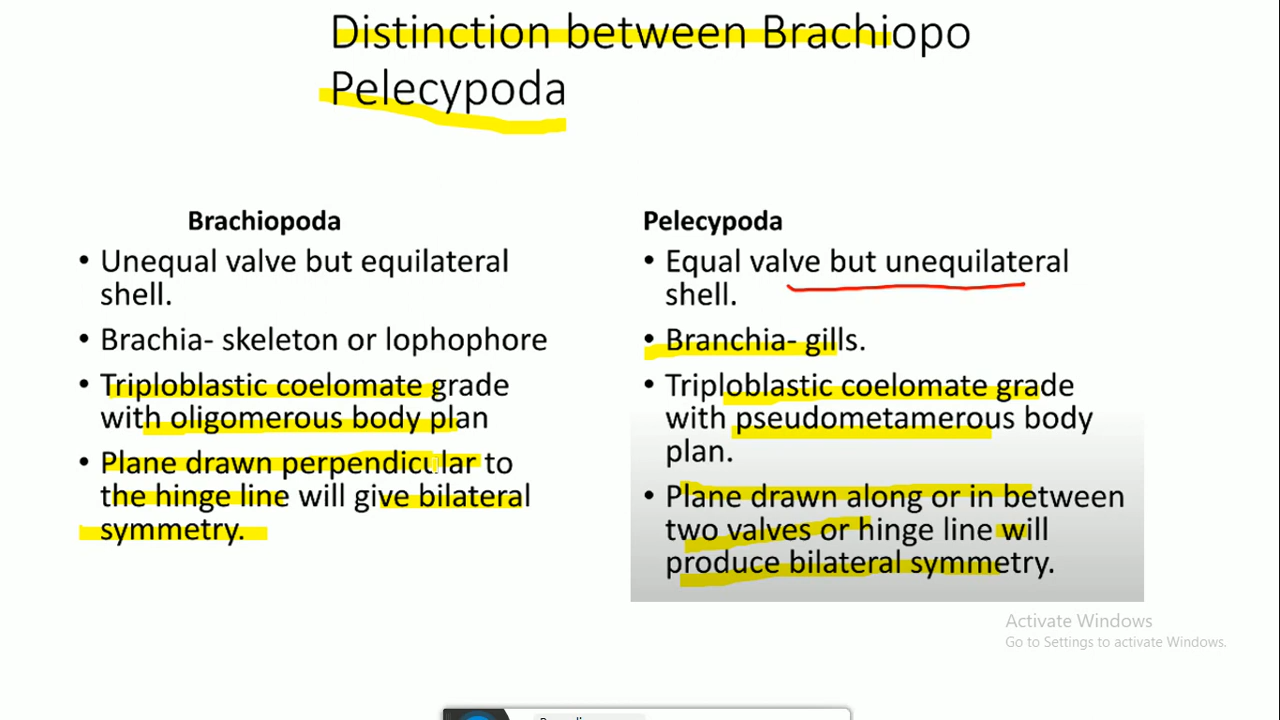 Distinction between Brachiopo
Pelecypoda
Brachiopoda
• Unequal valve but equilateral
shell.
• Brachia- skeleton or lophophore
• Triploblastic coelomate grade
with oligomerous body plan
• Plane drawn perpendicular to
the hinge line will give bilateral
symmetry.
Pelecypoda
• Equal valve but unequilateral
shell.
• Branchia- gills.
• Triploblastic coelomate grade
with pseudometamerous body
plan.
• Plane drawn along or in between
two valves or hinge line will
produce bilateral symmetry.
Activate Windows
Go to Settings to activate Windows.